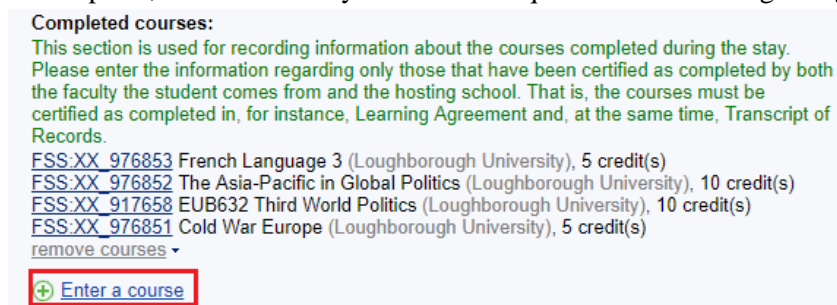 Completed courses:
This section is used for recording information about the courses completed during the stay.
Please enter the information regarding only those that have been certified as completed by both
the faculty the student comes from and the hosting school. That is, the courses must be
certified as completed in, for instance, Learning Agreement and, at the same time, Transcript of
Records.
FSS:XX_976853 French Language 3 (Loughborough University), 5 credit(s)
FSS:XX_976852 The Asia-Pacific in Global Politics (Loughborough University), 10 credit(s)
FSS:XX_917658 EUB632 Third World Politics (Loughborough University), 10 credit(s)
FSS:XX_976851 Cold War Europe (Loughborough University), 5 credit(s)
remove courses
Enter a course